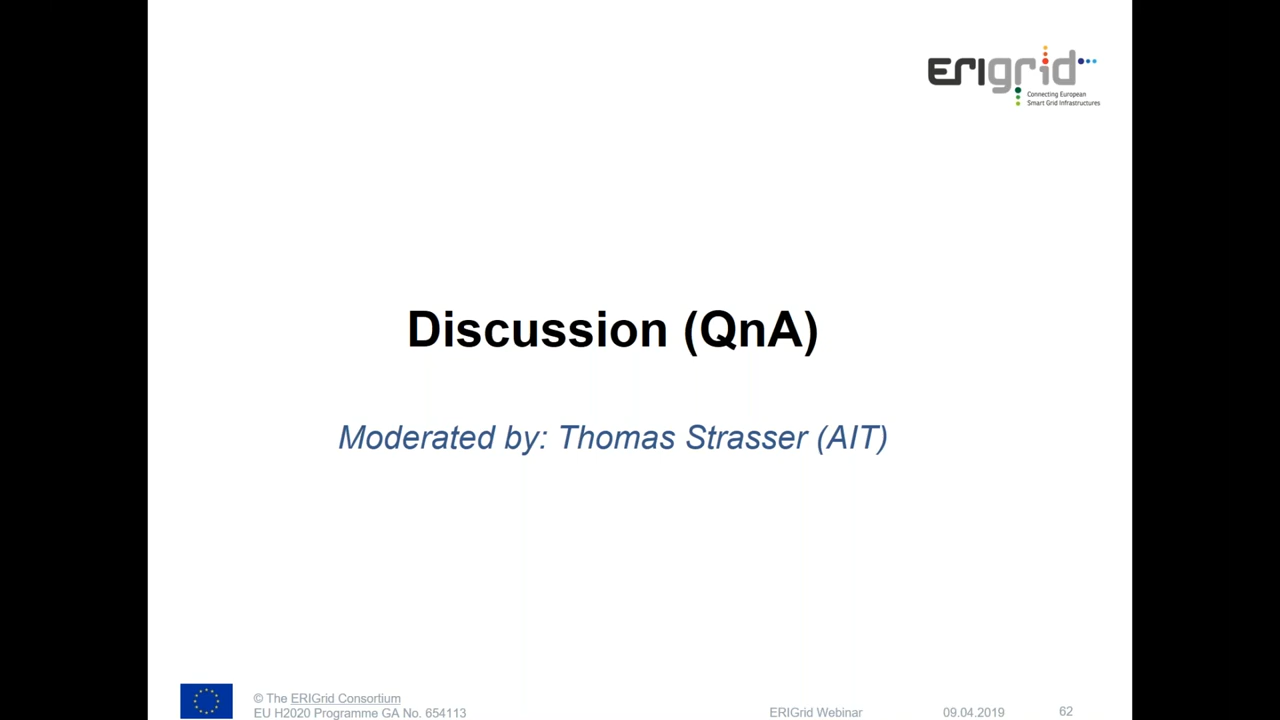 ERIgrid
Connecting European
Smart Grid Infrastructures
Discussion (QnA)
Moderated by: Thomas Strasser (AIT)
© The ERIGrid Consortium
EU H2020 Programme GA No. 654113
ERIGrid Webinar
09.04.2019
62